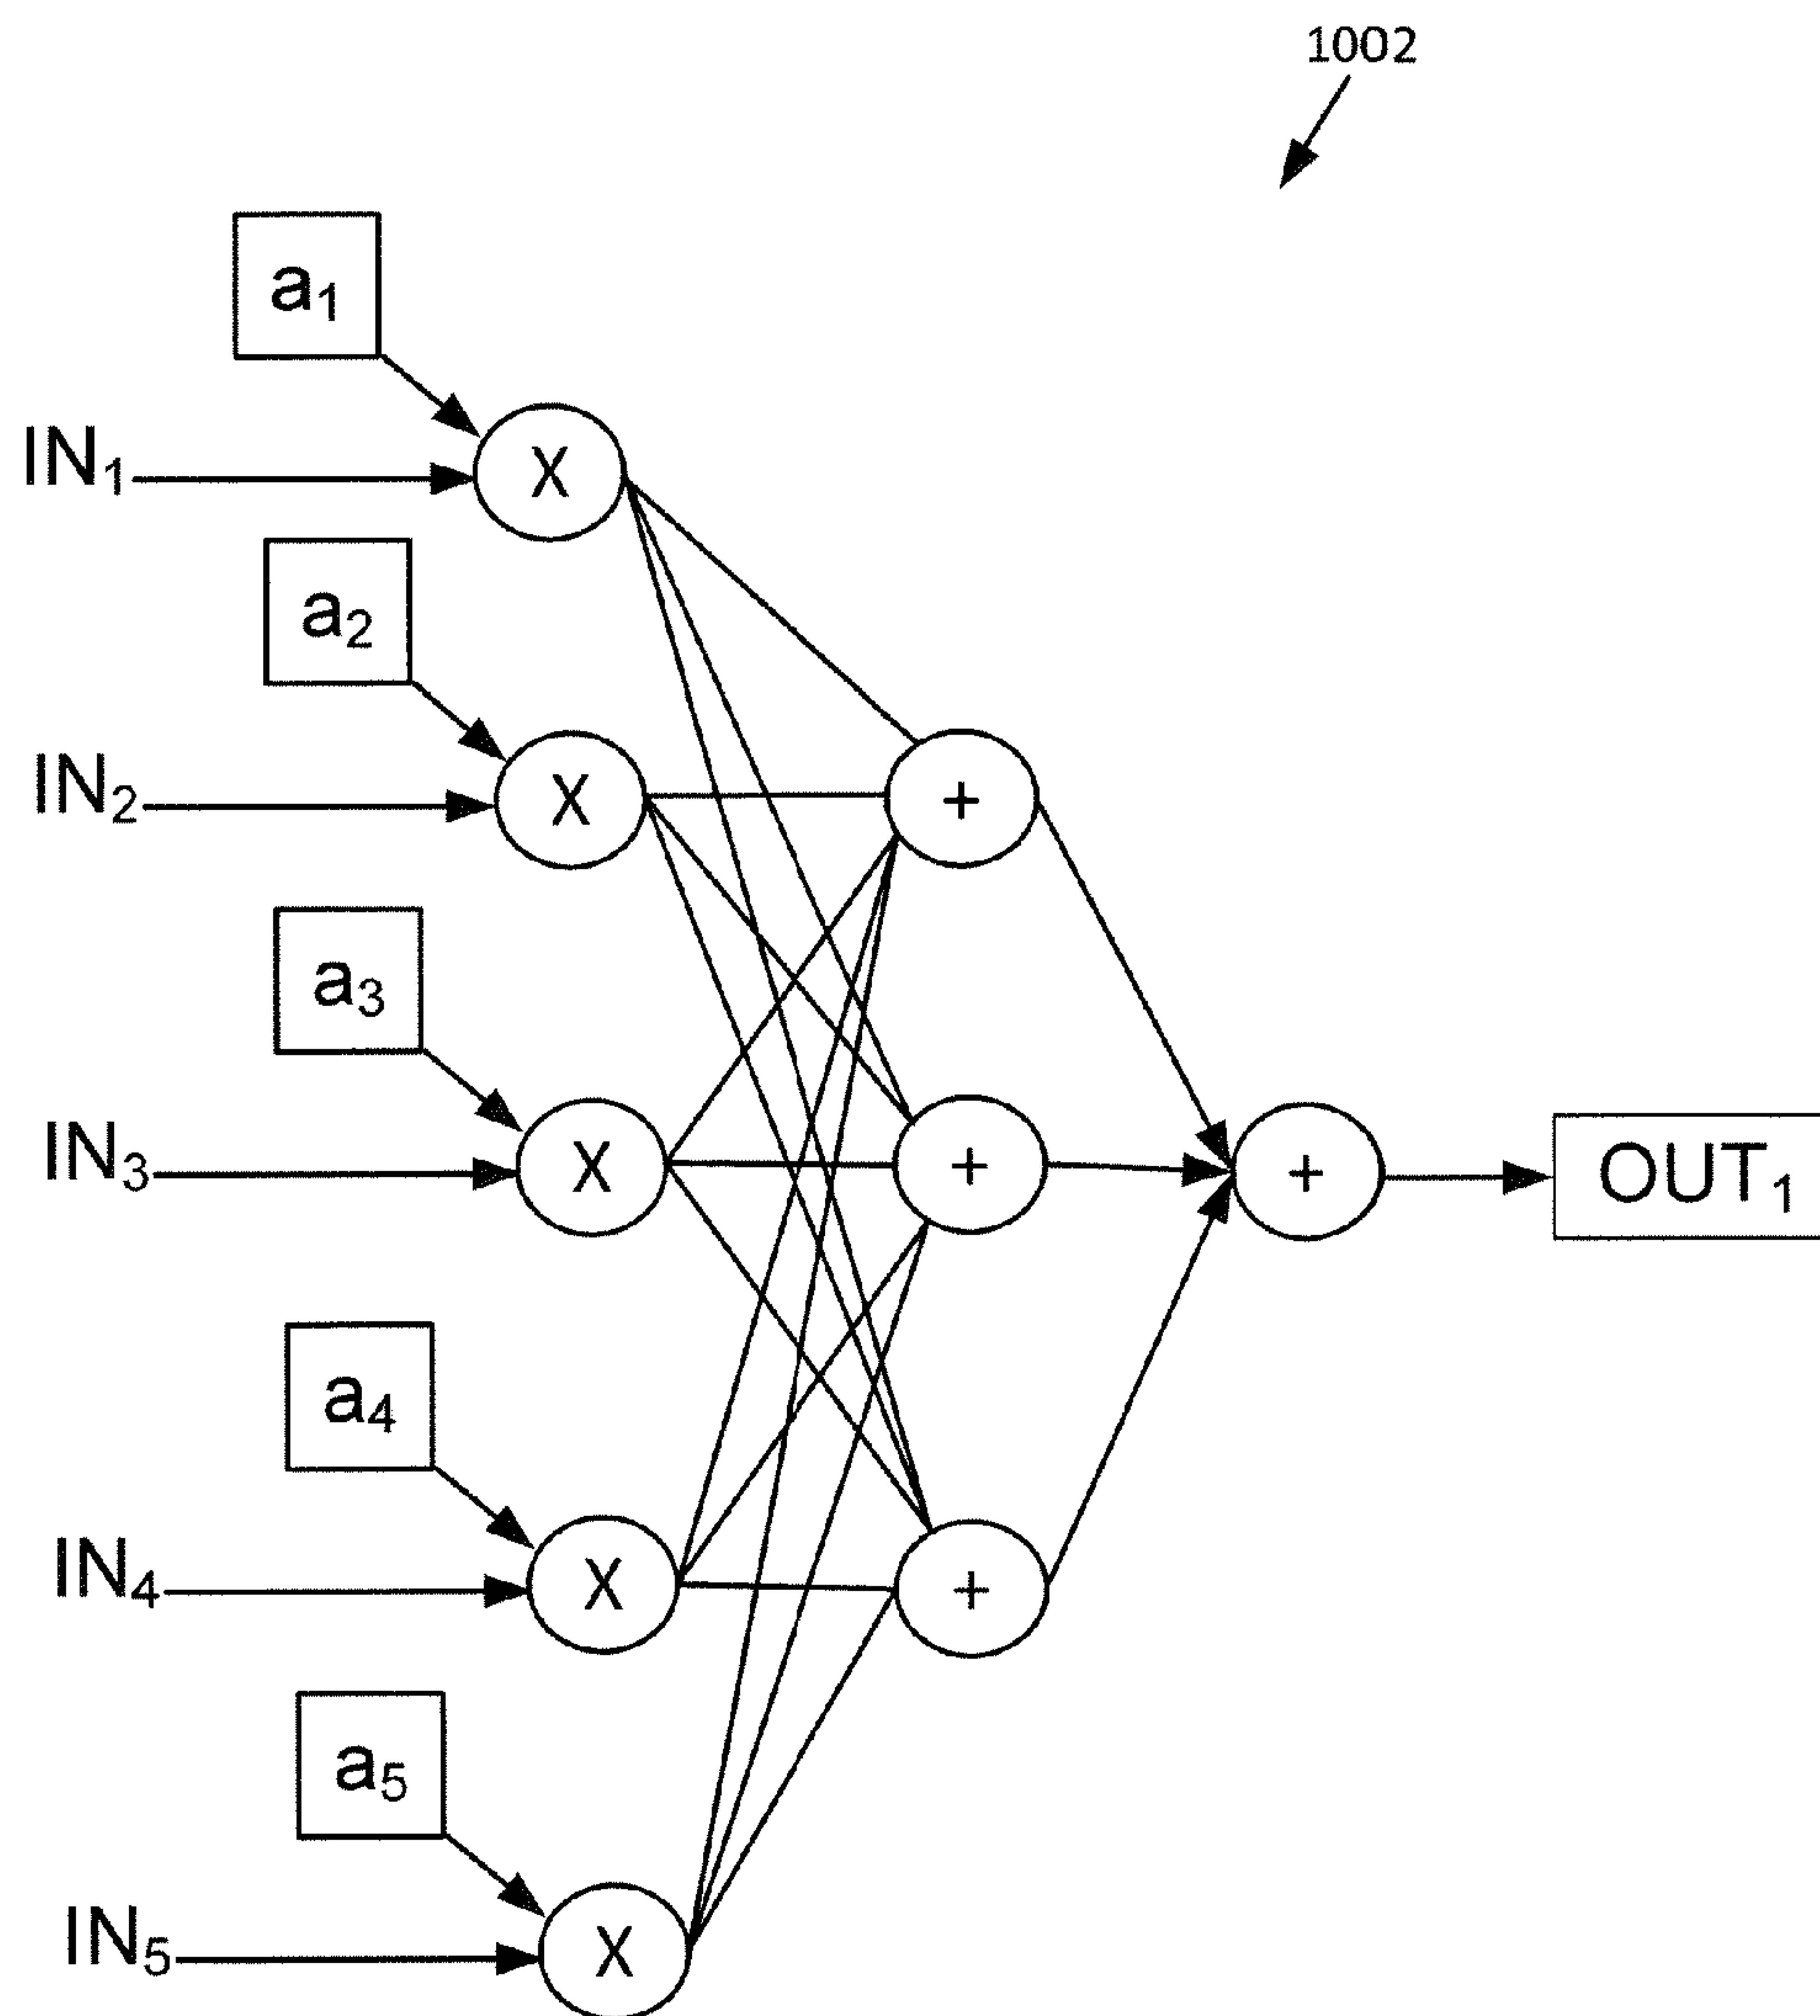 1002
a1
IN1
X
a2
IN2
X
+
a3
IN3
X
+
+
OUT1
a4
IN4
X
+
a5
IN5
X